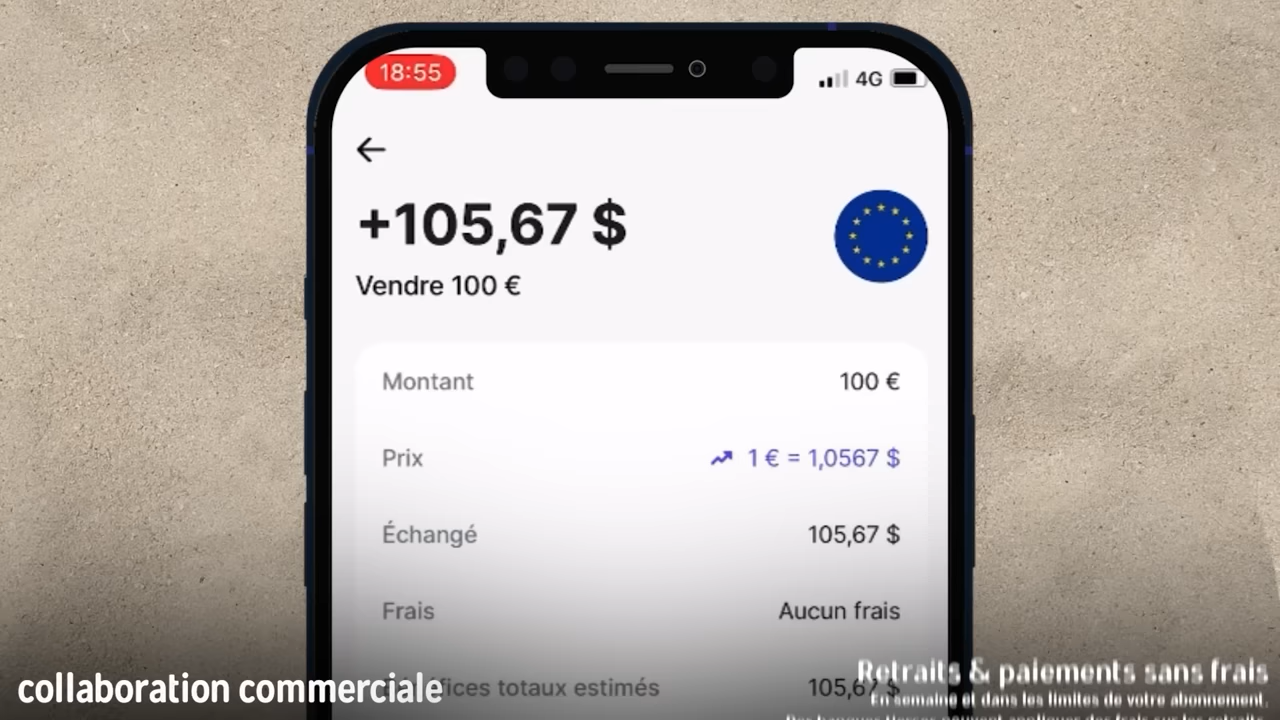 18:55
4G
+105,67 $
Vendre 100 €
Montant
100 €
Prix
1 € = 1,0567 $
Échangé
105,67 $
Frais
Aucun frais
totaux estimés
105,67 $
collaboration commerciale
Retraits & paiements sans frais
En semaine et dans les limites de votre abonnement.